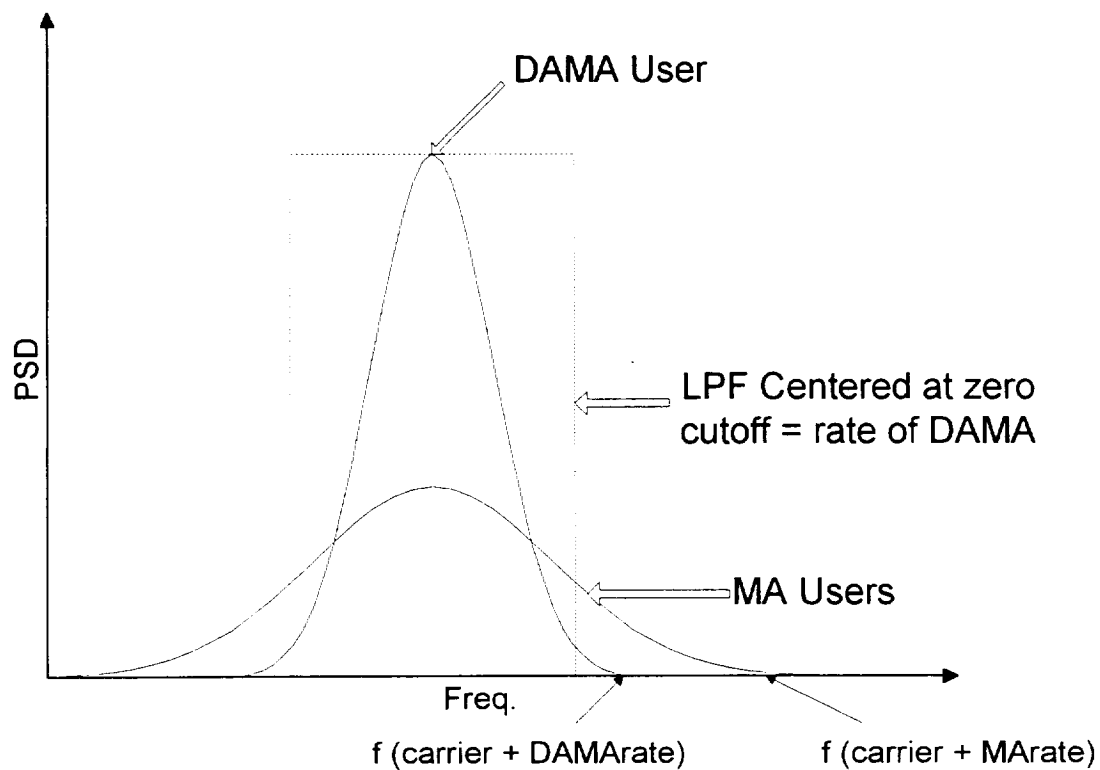 DAMA User
PSD
LPF Centered at zero
cutoff = rate of DAMA
MA Users
Freq.
f (carrier + DAMArate)
f (carrier + MArate)